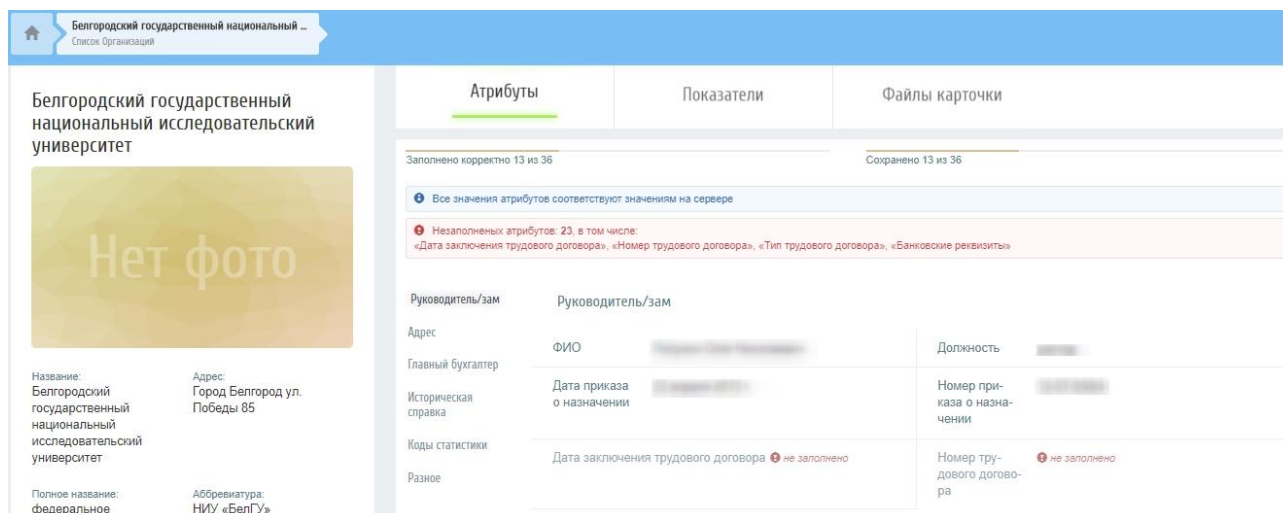 Белгородский государственный национальный ...
Список Организаций
Белгородский государственный
национальный исследовательский
университет
Нет фото
Название:
Белгородский
государственный
национальный
исследовательский
университет
Адрес:
Город Белгород ул.
Победы 85
Полное название:
федеральное
Аббревиатура:
НИУ «БелГУ»
Атрибуты
Показатели
Файлы карточки
Заполнено корректно 13 из 36
Сохранено 13 из 36
Все значения атрибутов соответствуют значениям на сервере
Незаполненых атрибутов: 23, в том числе:
«Дата заключения трудового договора», «Номер трудового договора», «Тип трудового договора», «Банковские реквизиты»
Руководитель/зам
Адрес
Главный бухгалтер
Историческая
справка
Коды статистики
Разное
Руководитель/зам
ФИО
Должность
Дата приказа
о назначении
Номер при-
каза о назна-
чении
Дата заключения трудового договора не заполнено
Номер тру-
дового догово-
ра
не заполнено